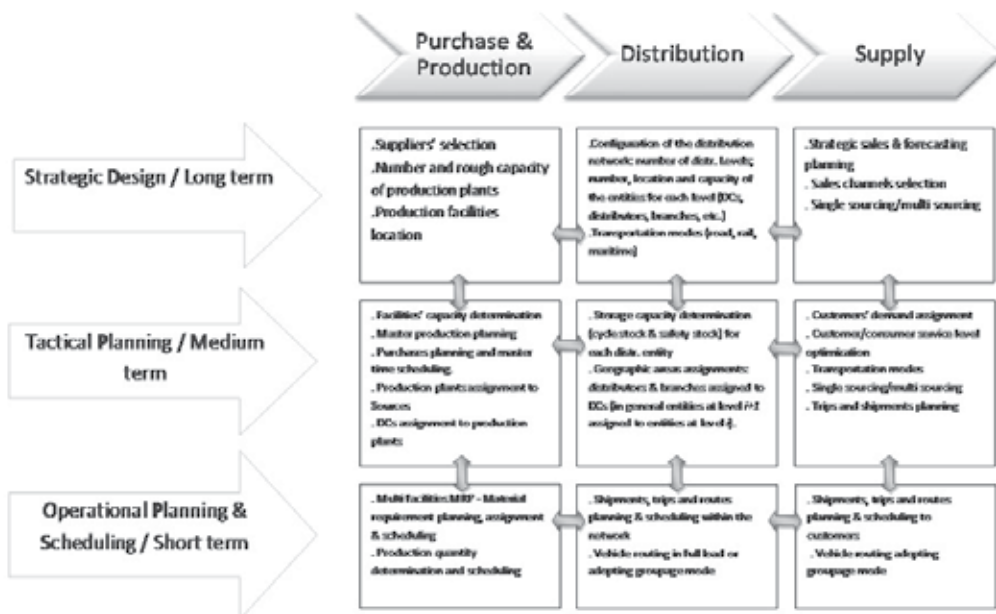 Purchase &
Production
Distribution
Supply
Strategic Design / Long term
.Suppliers' selection
.Number and rough capacity
of production plants
.Production facilities
location
.Configuration of the distribution
network: number of distr. Levels;
number, location and capacity of
the entities for each level (DCs,
distributors, branches, etc.)
.Transportation modes (road, rail,
maritime)
.Strategic sales & forecasting
planning
. Sales channels selection
. Single sourcing/multi sourcing
Tactical Planning / Medium
term
. Facilities' capacity determination
. Master production planning
. Purchases planning and master
time scheduling.
. Production plants assignment to
Sources
. DCs assignment to production
plants
. Storage capacity determination
(cycle stock & safety stock) for
each distr. entity
. Geographic areas assignments:
distributors & branches assigned to
DCs (in general entities at level i+1
assigned to entities at level i).
. Customers' demand assignment
. Customer/consumer service level
optimization
. Transportation modes
. Single sourcing/multi sourcing
. Trips and shipments planning
Operational Planning &
Scheduling / Short term
. Multi facilities MRP - Material
requirement planning, assignment
& scheduling
. Production quantity
determination and scheduling
. Shipments, trips and routes
planning & scheduling within the
network
. Vehicle routing in full load or
adopting groupage mode
. Shipments, trips and routes
planning & scheduling to
customers
. Vehicle routing adopting
groupage mode